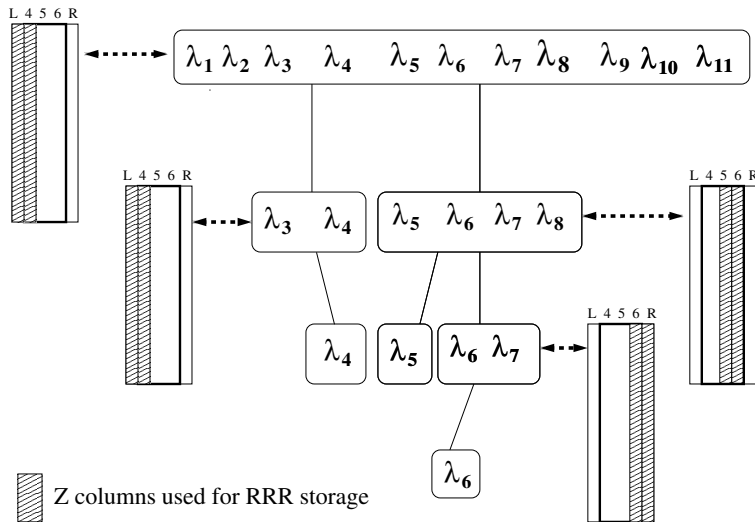 L 4 5 6 R
λ1 λ2 λ3 λ4 λ5 λ6 λ7 λ8 λ9 λ10 λ11
L 4 5 6 R
λ3 λ4
λ5 λ6 λ7 λ8
L 4 5 6 R
λ4
λ5
λ6 λ7
L 4 5 6 R
λ6
Z columns used for RRR storage